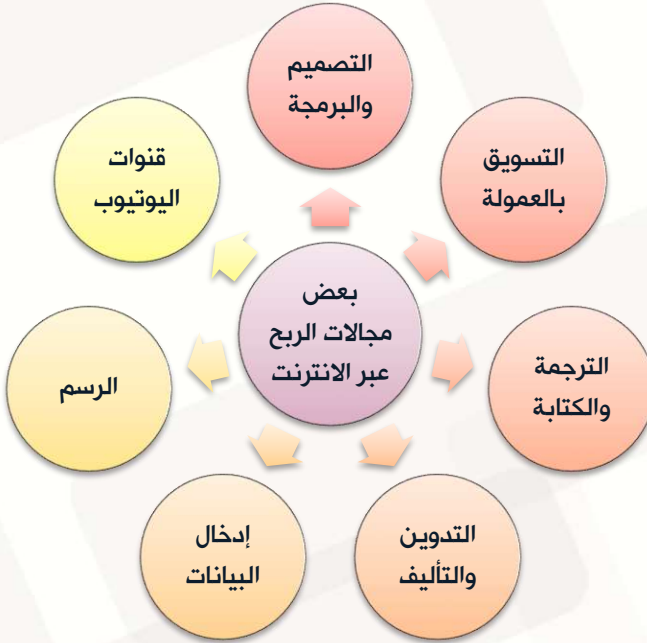 التصميم
والبرمجة
التسويق
بالعمولة
الترجمة
والكتابة
التدوين
والتأليف
إدخال
البيانات
الرسم
قنوات
اليوتيوب
بعض
مجالات الربح
عبر الانترنت